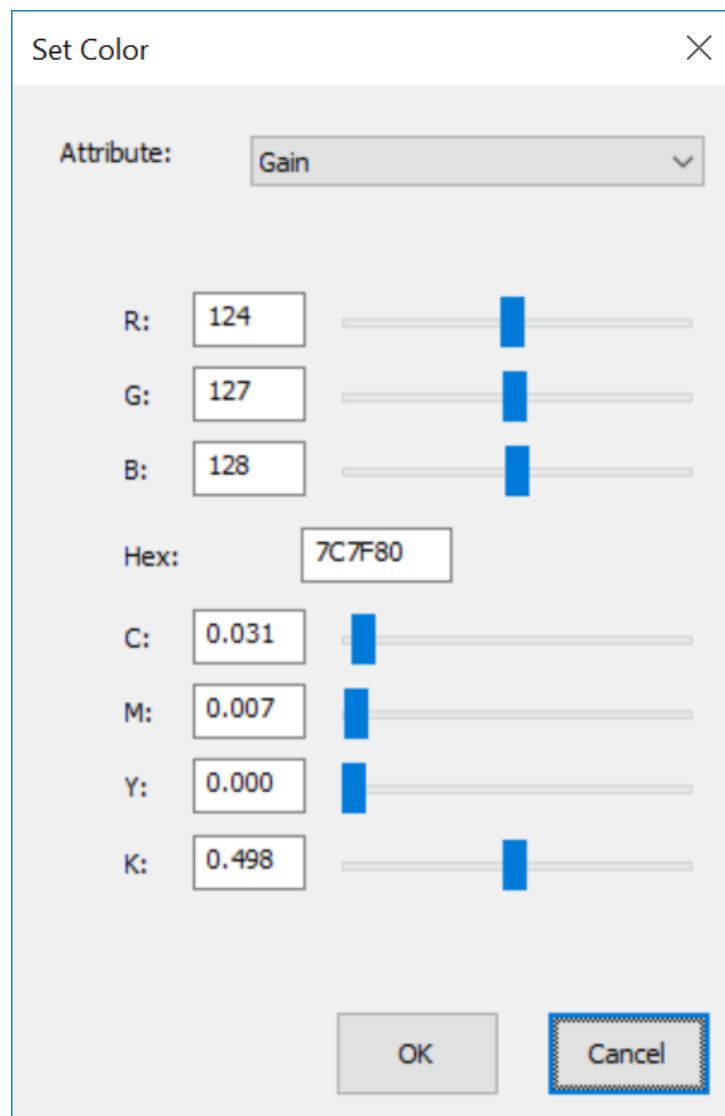 Set Color
Attribute: Gain
R: 124
G: 127
B: 128
Hex: 7C7F80
C: 0.031
M: 0.007
Y: 0.000
K: 0.498
OK Cancel